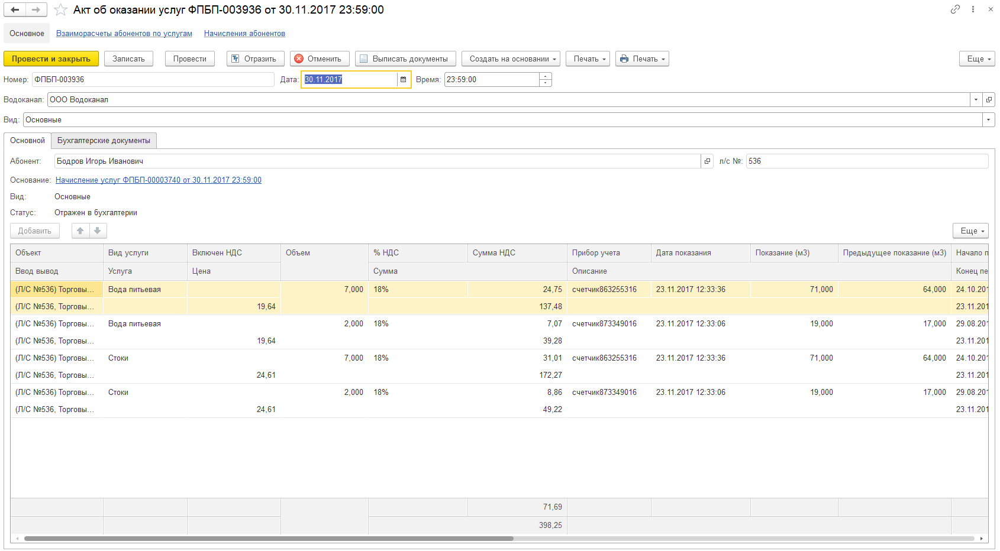 Акт об оказании услуг ФПБП-003936 от 30.11.2017 23:59:00
Основное Взаиморасчеты абонентов по услугам Начисления абонентов
Провести и закрыть Записать Провести Отразить Отменить Выписать документы Создать на основании Печать Печать Еще
Номер: ФПБП-003936 Дата: 30.11.2017 Время: 23:59:00
Водоканал: ООО Водоканал
Вид: Основные
Основной Бухгалтерские документы
Абонент: Бодров Игорь Иванович л/с №: 536
Основание: Начисление услуг ФПБП-00003740 от 30.11.2017 23:59:00
Вид: Основные
Статус: Отражен в бухгалтерии
Добавить Еще
Объект Вид услуги Включен НДС Объем % НДС Сумма НДС Прибор учета Дата показания Показание (м3) Предыдущее показание (м3) Начало п
Ввод вывод Услуга Цена Сумма Описание Конец пе
(Л/С №536) Торговы... Вода питьевая 7,000 18% 24,75 счетчик863255316 23.11.2017 12:33:36 71,000 64,000 24.10.201
(Л/С №536, Торговы... 19,64 137,48 23.11.201
(Л/С №536) Торговы... Вода питьевая 2,000 18% 7,07 счетчик873349016 23.11.2017 12:33:06 19,000 17,000 29.08.201
(Л/С №536, Торговы... 19,64 39,28 23.11.201
(Л/С №536) Торговы... Стоки 7,000 18% 31,01 счетчик863255316 23.11.2017 12:33:36 71,000 64,000 24.10.201
(Л/С №536, Торговы... 24,61 172,27 23.11.201
(Л/С №536) Торговы... Стоки 2,000 18% 8,86 счетчик873349016 23.11.2017 12:33:06 19,000 17,000 29.08.201
(Л/С №536, Торговы... 24,61 49,22 23.11.201
71,69
398,25